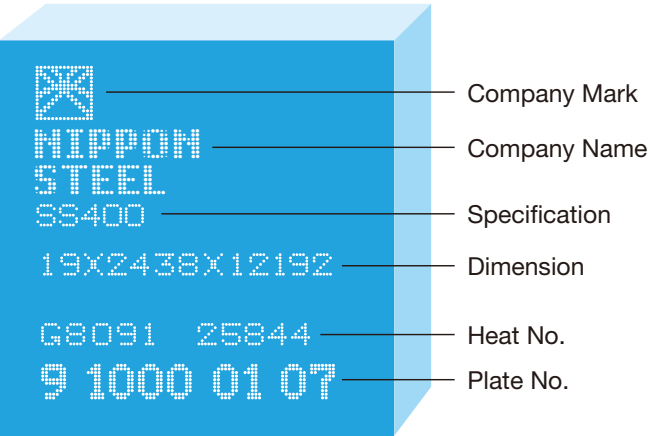 Company Mark
NIPPON
STEEL
Company Name
SS400
Specification
19X2438X12192
Dimension
G8091 25844
Heat No.
9 1000 01 07
Plate No.